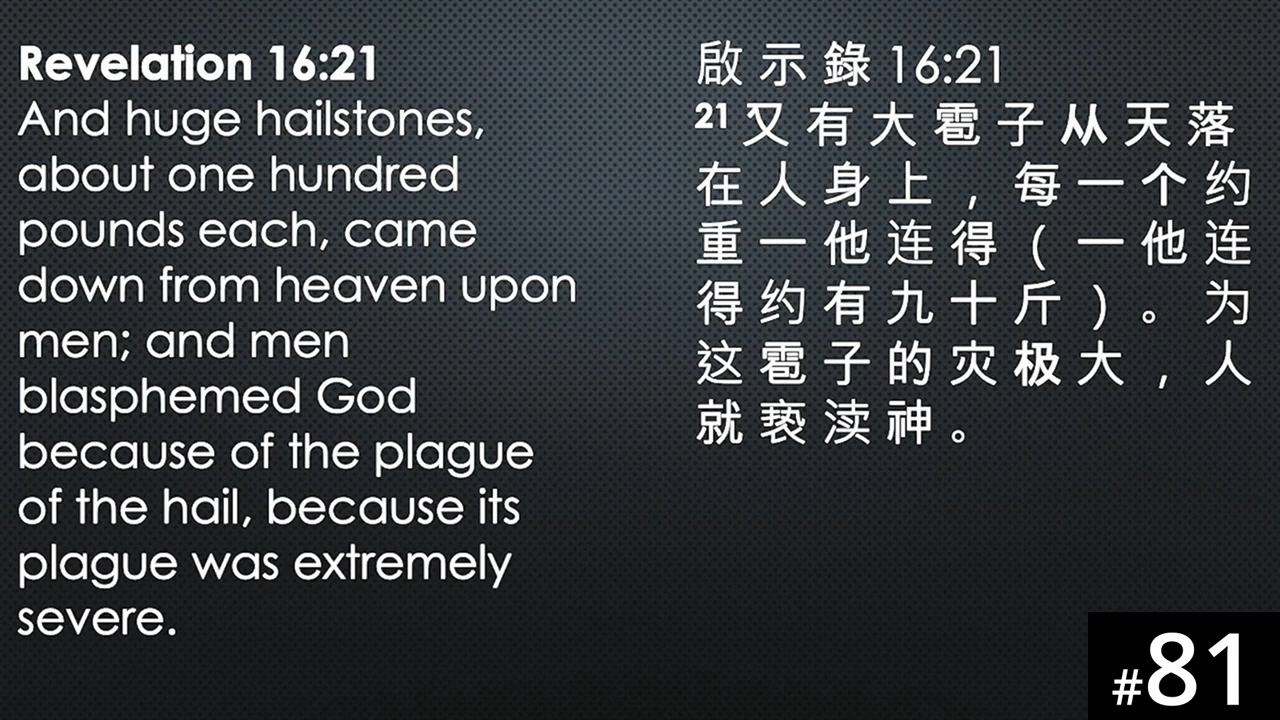 Revelation 16:21
And huge hailstones,
about one hundred
pounds each, came
down from heaven upon
men; and men
blasphemed God
because of the plague
of the hail, because its
plague was extremely
severe.
啟示錄 16:21
21 又有大雹子从天落
在人身上，每一个约
重一他连得(一他连
得约有九十斤)。为
这雹子的灾极大，人
就亵渎神。
#81